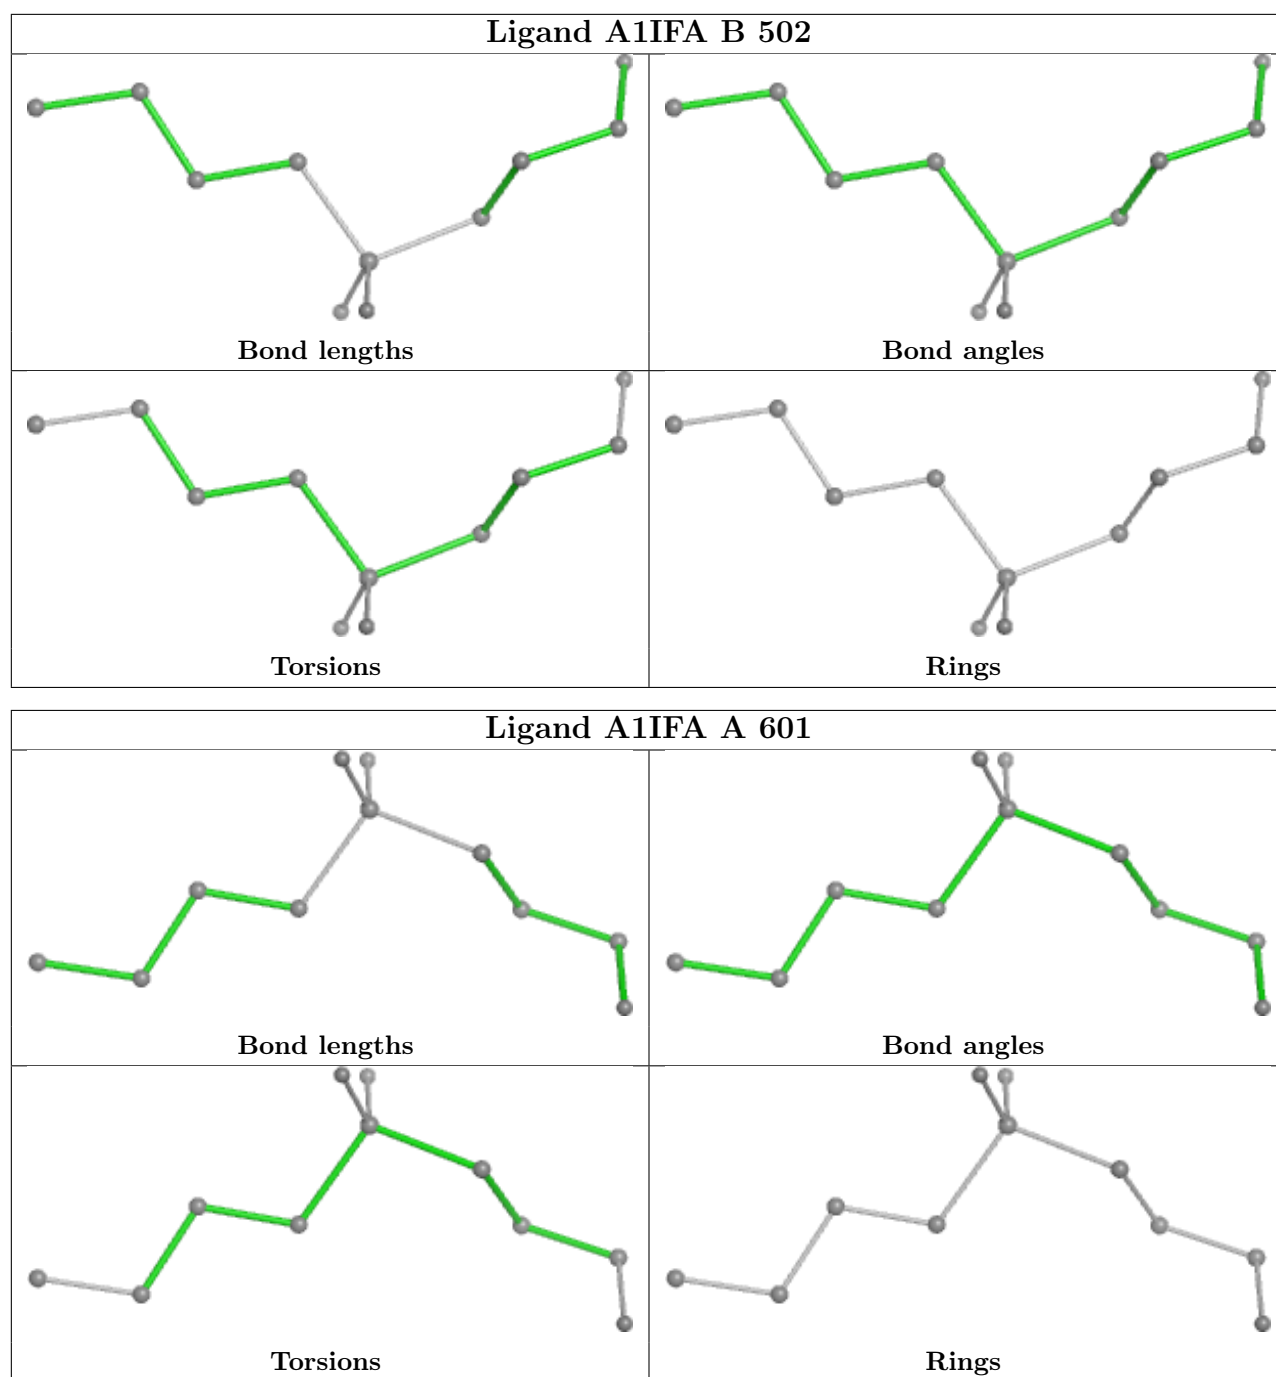 Ligand A1IFA B 502
Bond lengths
Bond angles
Torsions
Rings
Ligand A1IFA A 601
Bond lengths
Bond angles
Torsions
Rings